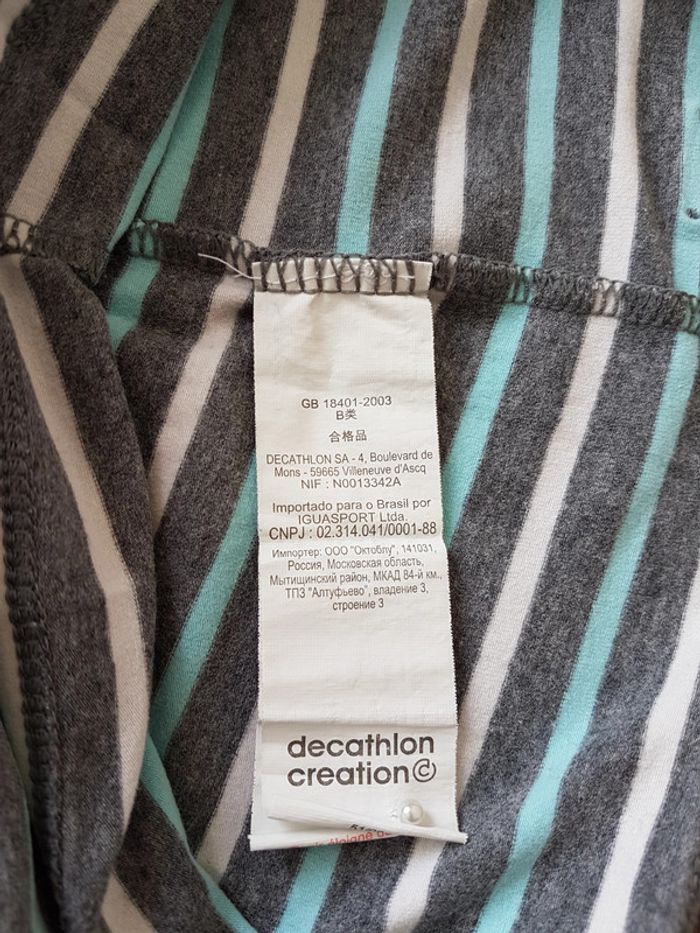 GB 18401-2003
B类
合格品
DECATHLON SA - 4, Boulevard de
Mons - 59665 Villeneuve d'Ascq
NIF : N0013342A
Importado para o Brasil por
IGUASPORT Ltda.
CNPJ : 02.314.041/0001-88
Импортер: ООО "Октоблу", 141031,
Россия, Московская область,
Мытищинский район, МКАД 84-й км.,
ТПЗ "Алтуфьево", владение 3,
строение 3
decathlon
creation©